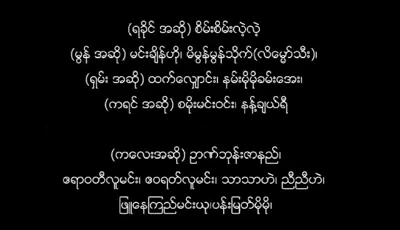 (ရခိုင် အဆို) စိမ်းစိမ်းလဲ့လဲ့
(မွန် အဆို) မင်းချိန်ဟို၊ မိမွန်မွန်သိုက်(လိမ္မော်သီး)၊
(ရှမ်း အဆို) ထက်လျှောင်း၊ နမ်းမိုမိုခမ်းအေး၊
(ကရင် အဆို) စမိုးမင်းဝင်း၊ နန့်ချယ်ရီ
(ကလေးအဆို) ဉာဏ်ဘုန်းဇာနည်၊
ဧရာဝတီလူမင်း၊ ဧဝရတ်လူမင်း၊ သာသာဟဲ၊ ညီညီဟဲ၊
ဖြူနေကြည်မင်းယု၊ပန်းမြတ်မိုမို၊